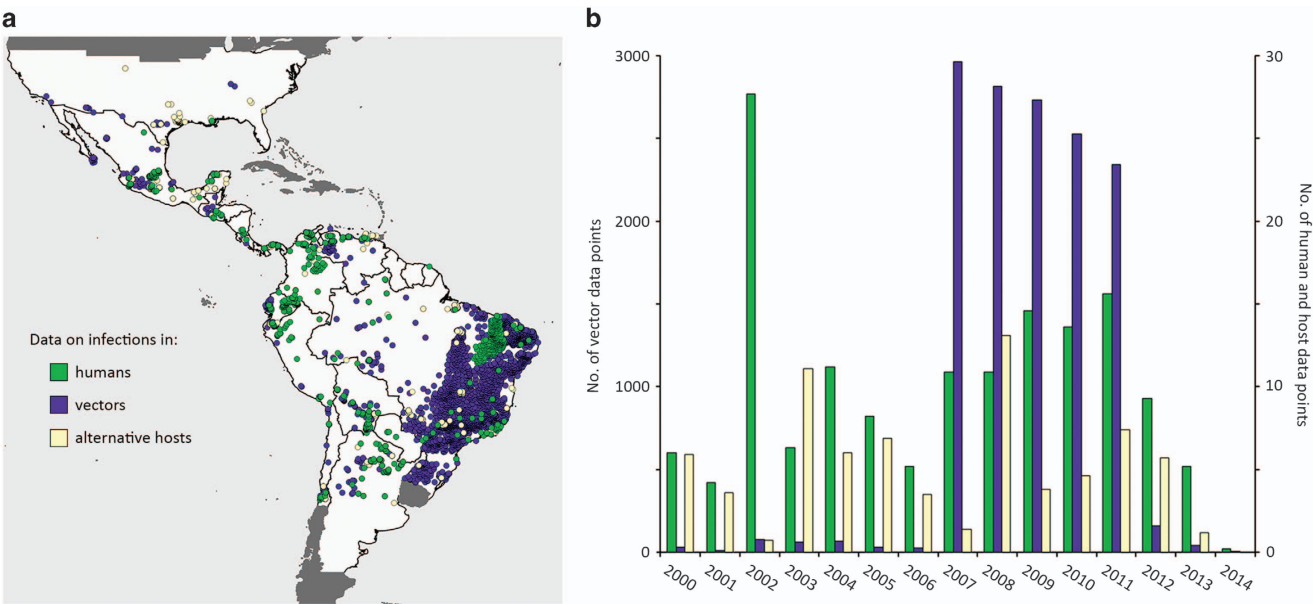 a
Data on infections in:
humans
vectors
alternative hosts
b
No. of vector data points
3000
2000
1000
0
No. of human and host data points
30
20
10
0
2000
2001
2002
2003
2004
2005
2006
2007
2008
2009
2010
2011
2012
2013
2014